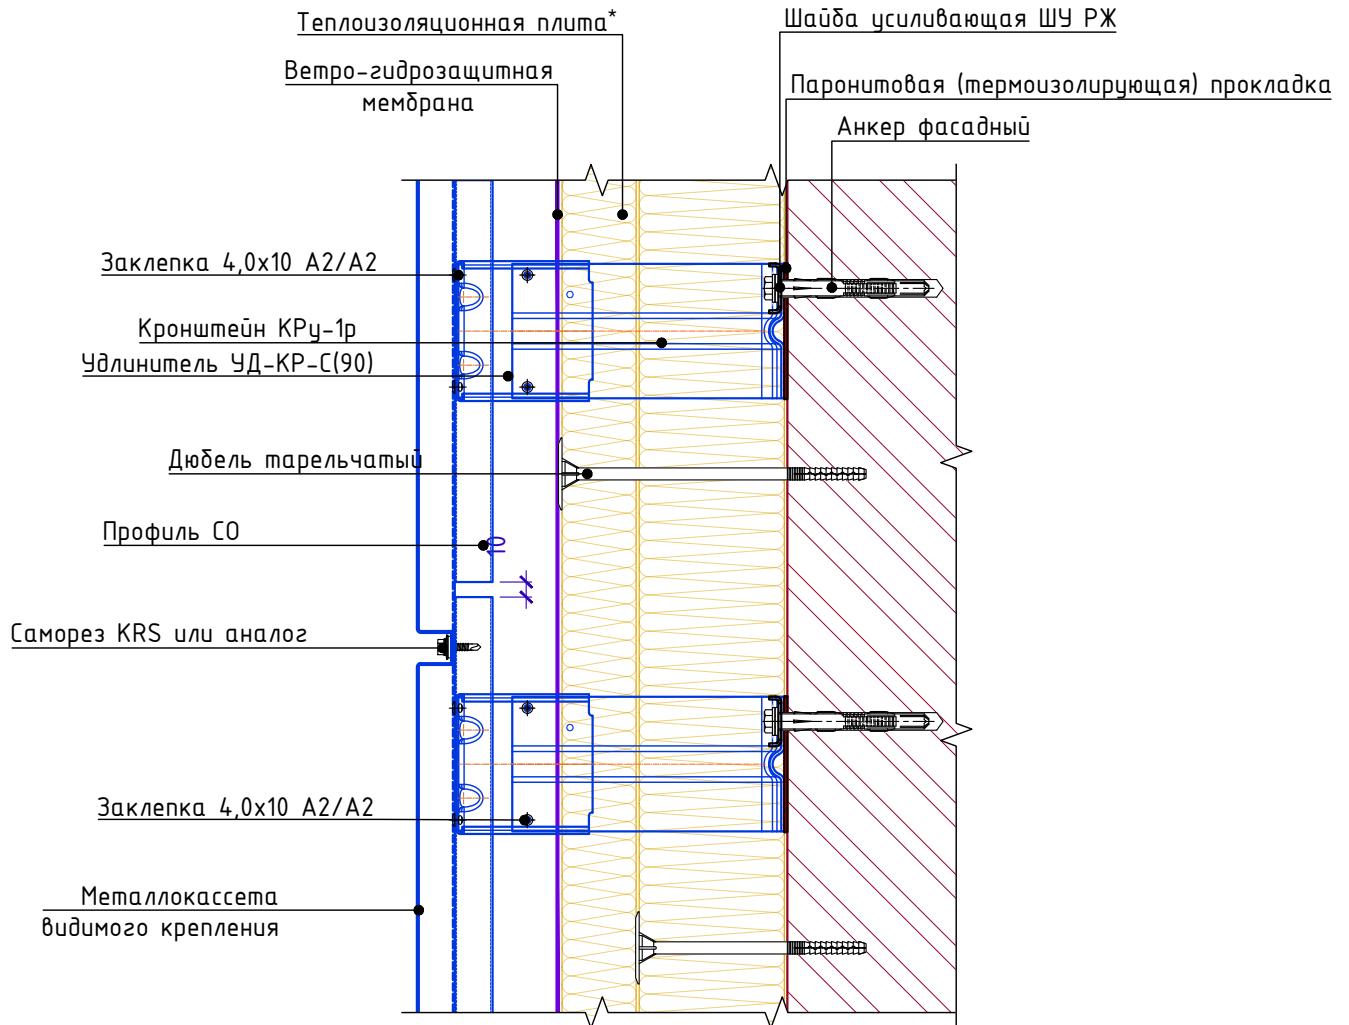 Теплоизоляционная плита*
Шайба усиливающая ШУ РЖ
Ветро-гидрозащитная
мембрана
Паронитовая (термоизолирующая) прокладка
Анкер фасадный
Заклепка 4,0х10 А2/А2
Кронштейн КРу-1р
Удлинитель УД-КР-С(90)
Дюбель тарельчатый
Профиль СО
10
Саморез KRS или аналог
Заклепка 4,0х10 А2/А2
Металлокассета
видимого крепления